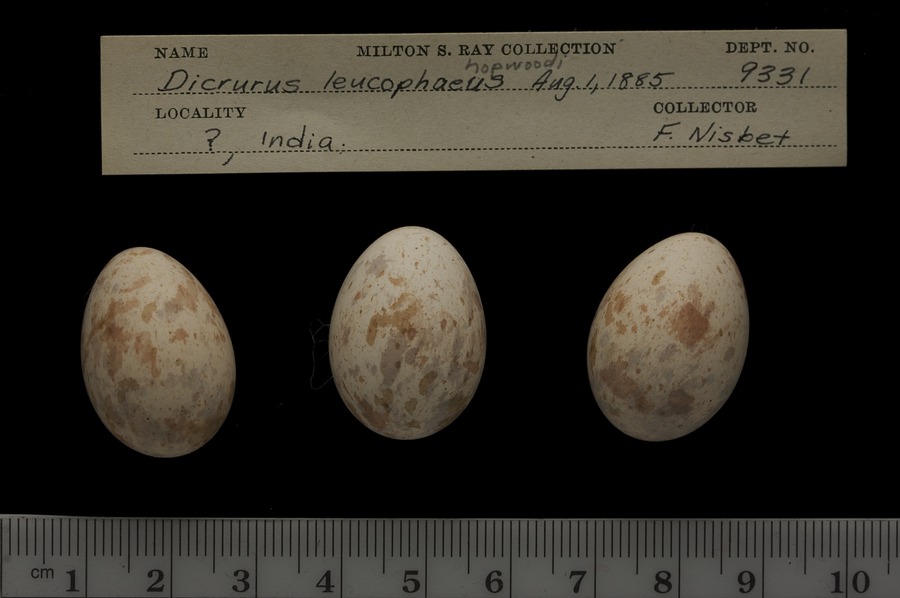 NAME MILTON S. RAY COLLECTION DEPT. NO.
hopwoodi
Dicrurus leucophaeus Aug. 1, 1885 9331
LOCALITY COLLECTOR
?, India. F. Nisbet
cm 1 2 3 4 5 6 7 8 9 10